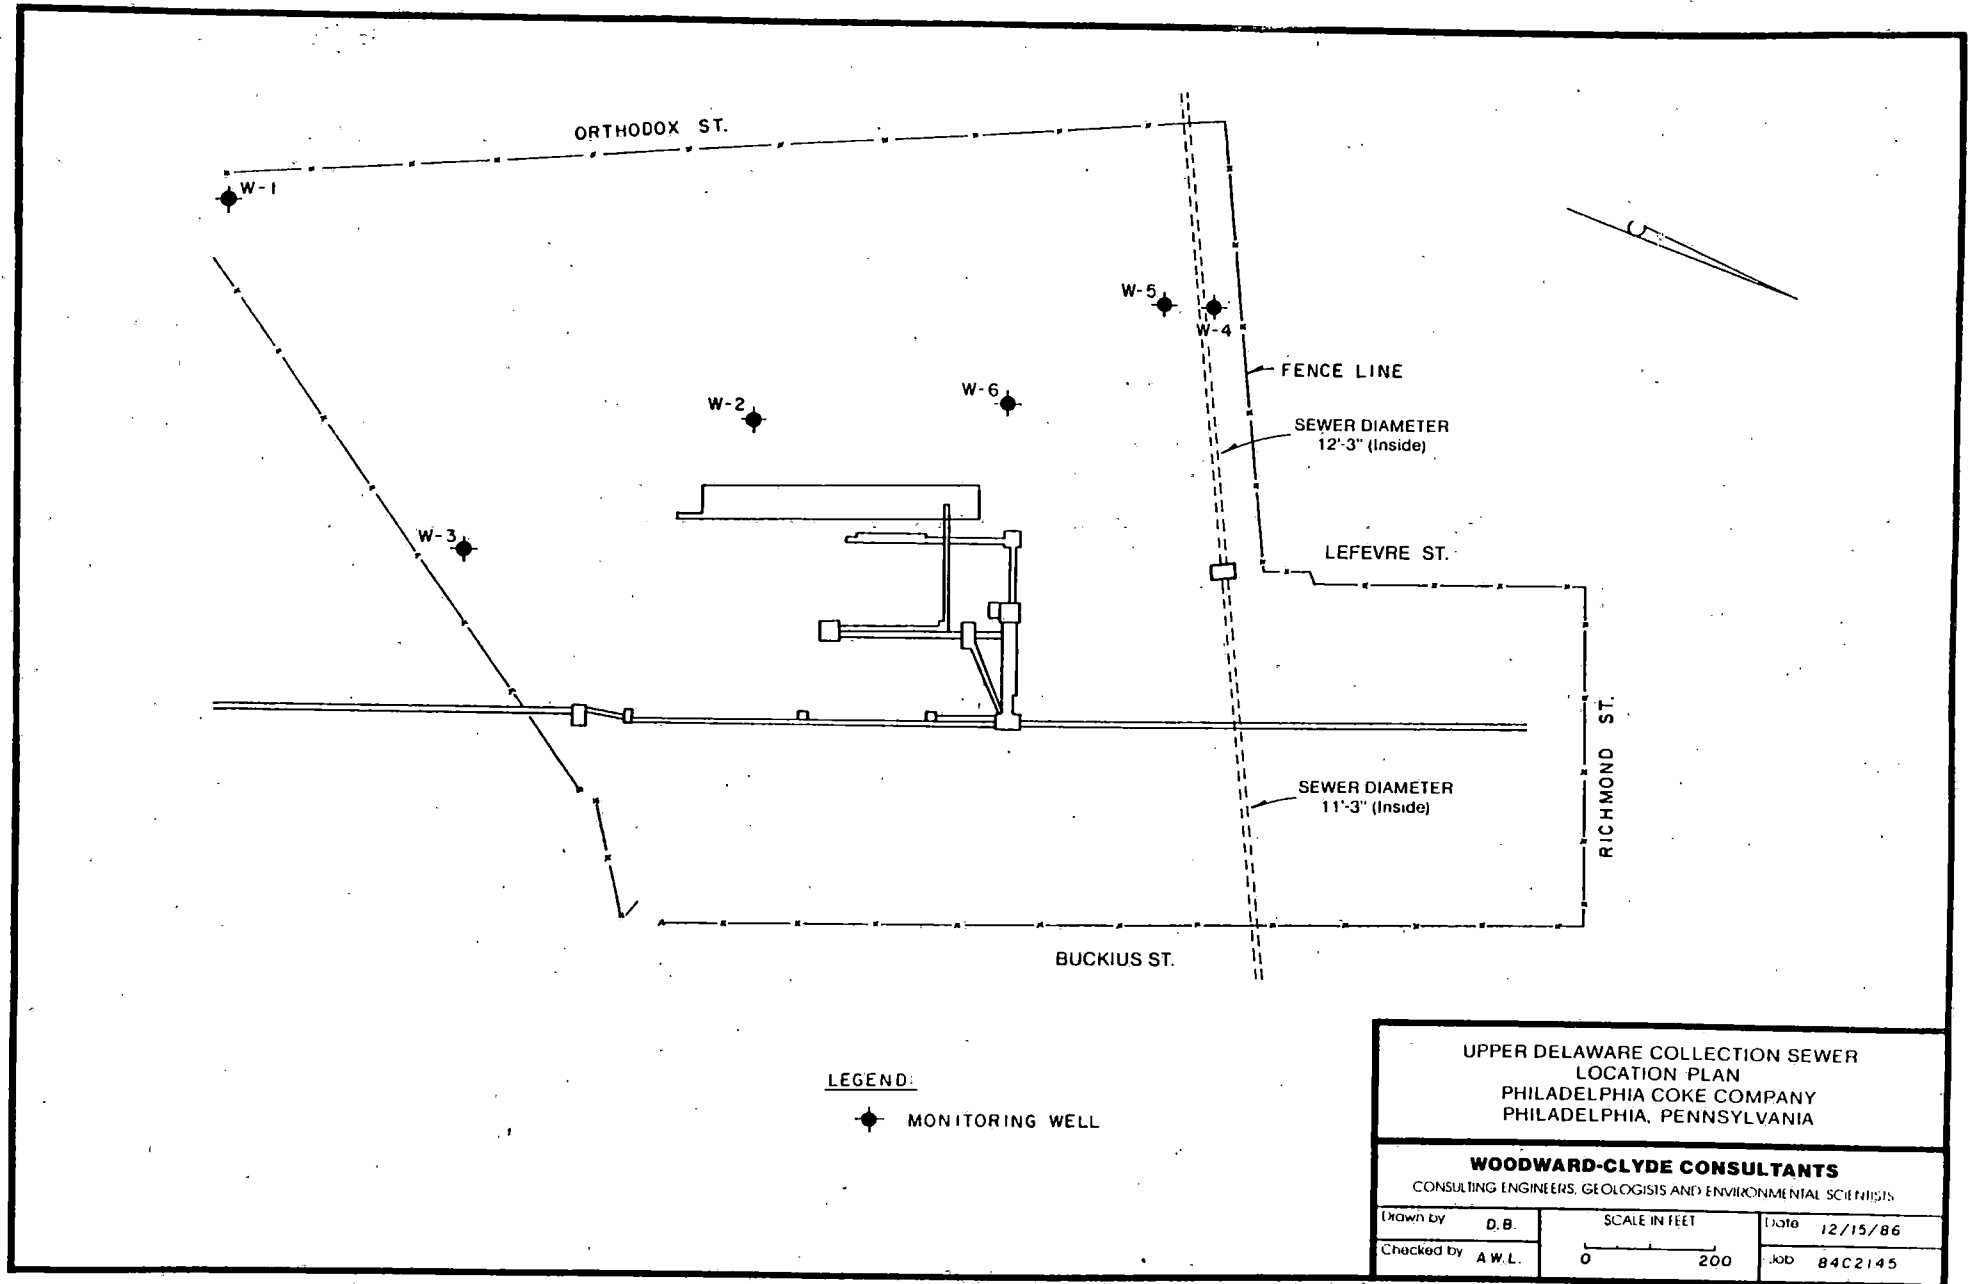 ORTHODOX ST.
W-1
W-5
W-4
FENCE LINE
W-6
W-2
SEWER DIAMETER
12'-3" (Inside)
W-3
LEFEVRE ST.
RICHMOND ST.
SEWER DIAMETER
11'-3" (Inside)
BUCKIUS ST.
LEGEND:
MONITORING WELL
UPPER DELAWARE COLLECTION SEWER
LOCATION PLAN
PHILADELPHIA COKE COMPANY
PHILADELPHIA, PENNSYLVANIA
WOODWARD-CLYDE CONSULTANTS
CONSULTING ENGINEERS, GEOLOGISTS AND ENVIRONMENTAL SCIENTISTS
Drawn by D.B.
SCALE IN FEET
Date 12/15/86
Checked by A.W.L.
0 200
Job 84C2145